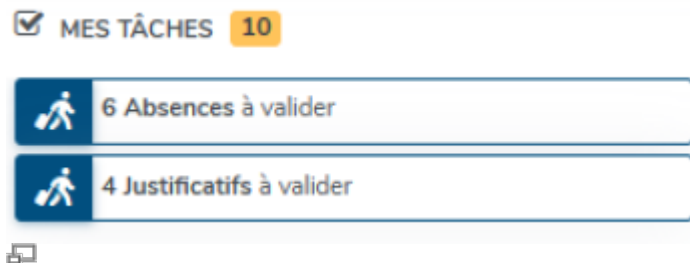 MES TÂCHES 10
6 Absences à valider
4 Justificatifs à valider